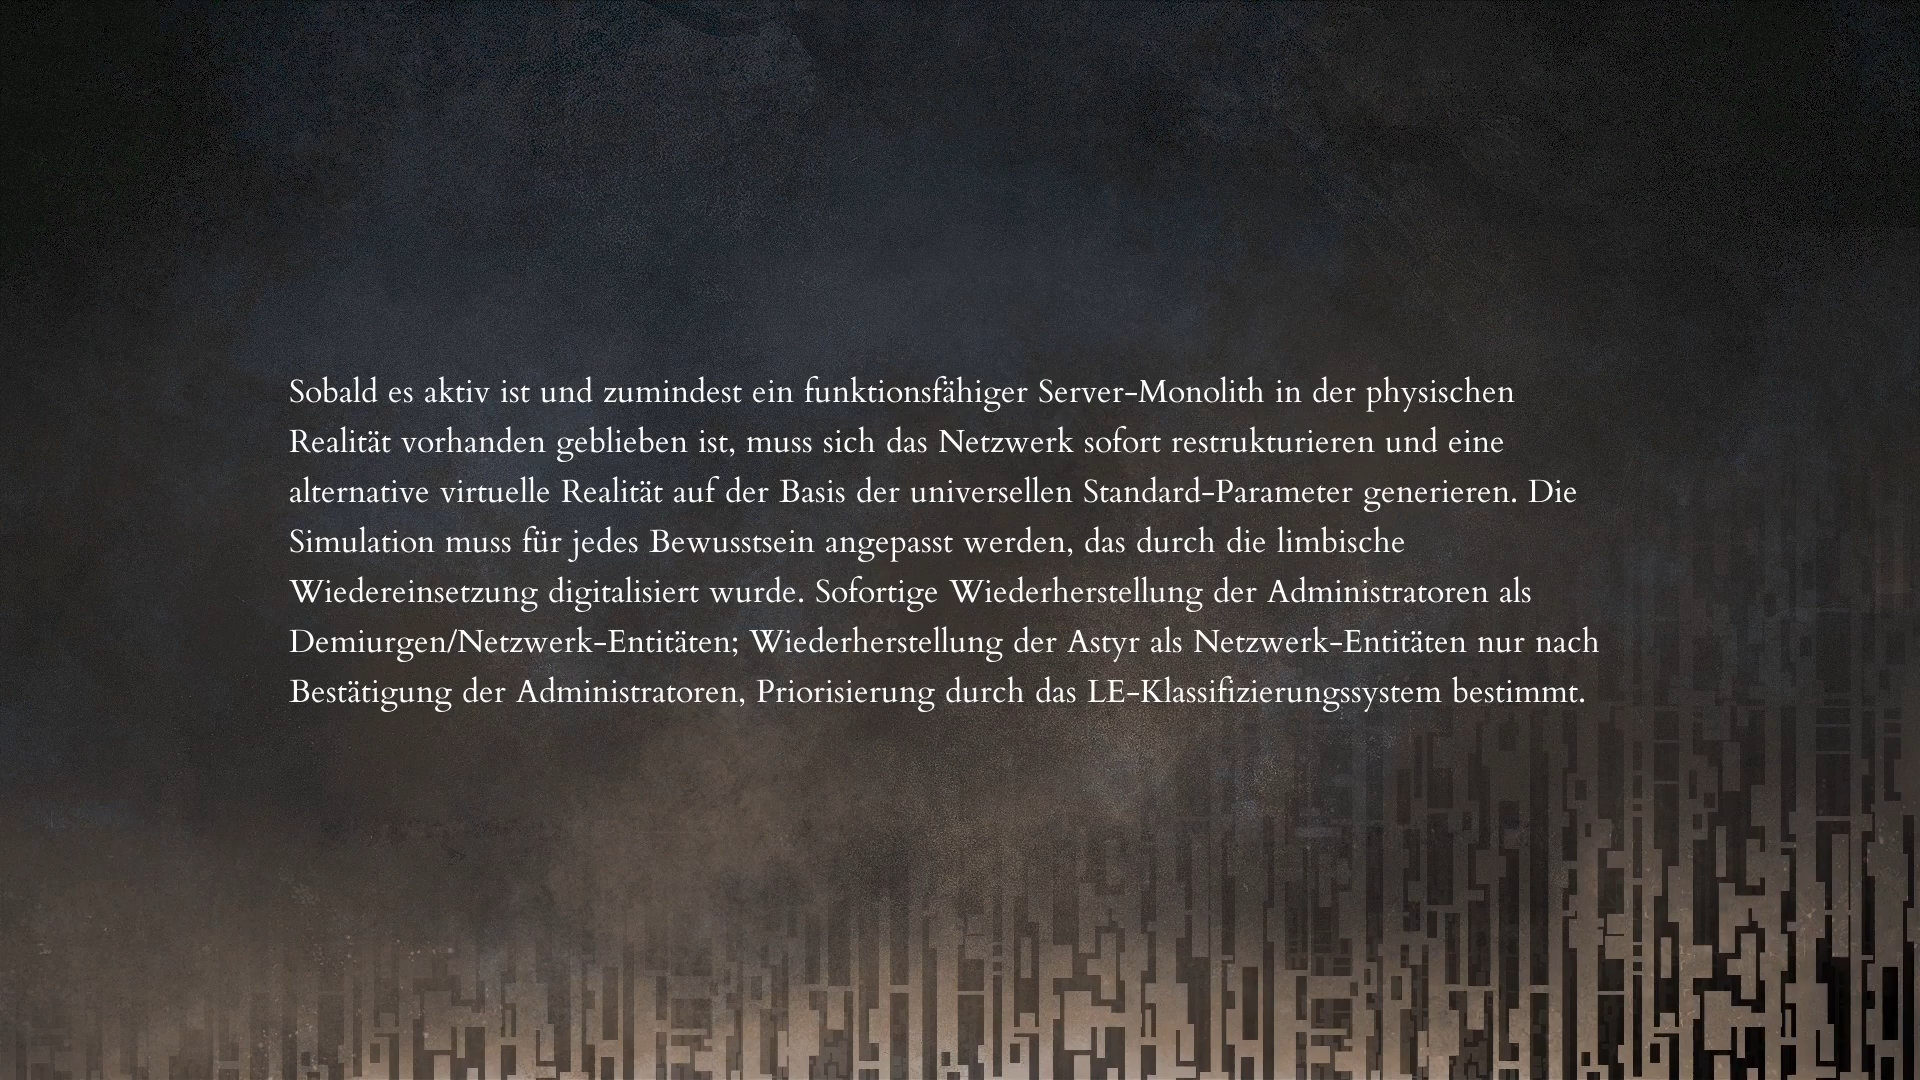 Sobald es aktiv ist und zumindest ein funktionsfähiger Server-Monolith in der physischen
Realität vorhanden geblieben ist, muss sich das Netzwerk sofort restrukturieren und eine
alternative virtuelle Realität auf der Basis der universellen Standard-Parameter generieren. Die
Simulation muss für jedes Bewusstsein angepasst werden, das durch die limbische
Wiedereinsetzung digitalisiert wurde. Sofortige Wiederherstellung der Administratoren als
Demiurgen/Netzwerk-Entitäten; Wiederherstellung der Astyr als Netzwerk-Entitäten nur nach
Bestätigung der Administratoren, Priorisierung durch das LE-Klassifizierungssystem bestimmt.